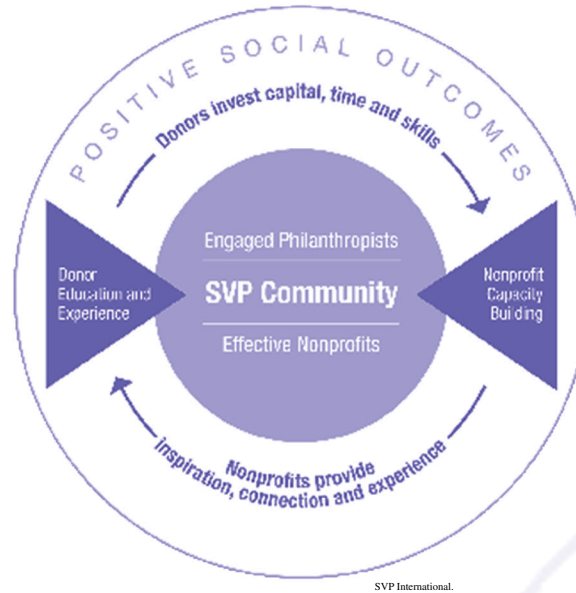 POSITIVE SOCIAL OUTCOMES
Donors invest capital, time and skills
Engaged Philanthropists
SVP Community
Effective Nonprofits
Donor
Education and
Experience
Nonprofit
Capacity
Building
Nonprofits provide
inspiration, connection and experience
SVP International.